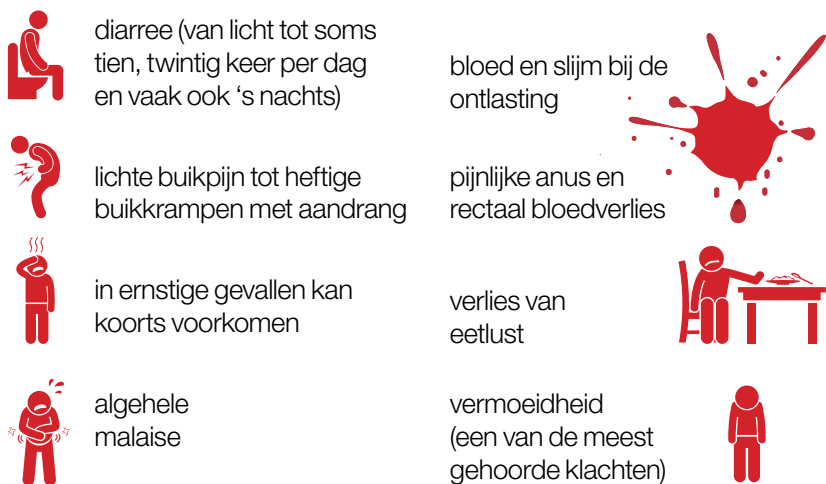 diarree (van licht tot soms
tien, twintig keer per dag
en vaak ook ‘s nachts)
lichte buikpijn tot heftige
buikkrampen met aandrang
in ernstige gevallen kan
koorts voorkomen
algehele
malaise
bloed en slijm bij de
ontlasting
pijnlijke anus en
rectaal bloedverlies
verlies van
eetlust
vermoeidheid
(een van de meest
gehoorde klachten)